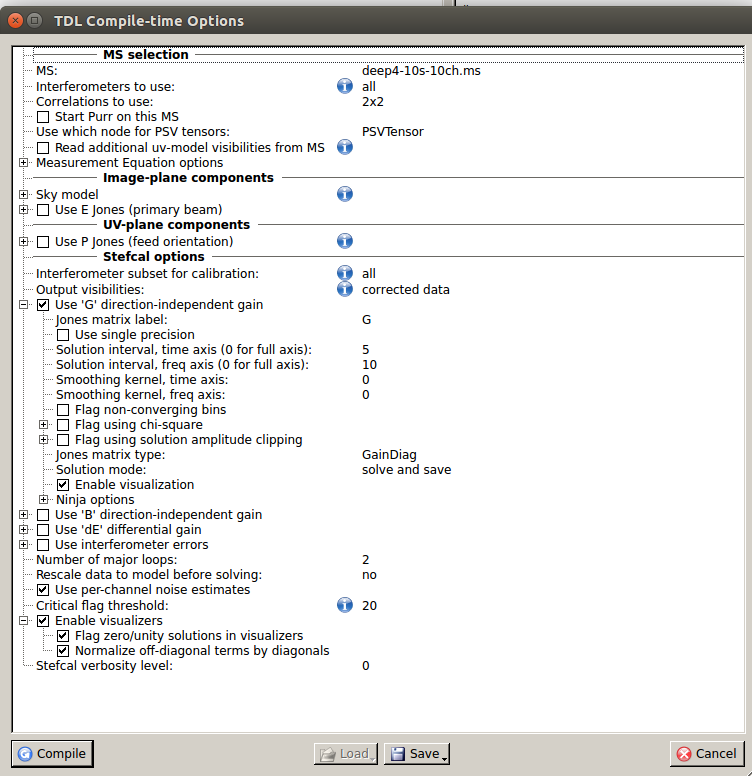 TDL Compile-time Options
MS selection
MS: deep4-10s-10ch.ms
Interferometers to use: all
Correlations to use: 2x2
Start Purr on this MS
Use which node for PSV tensors: PSVTensor
Read additional uv-model visibilities from MS
Measurement Equation options
Image-plane components
Sky model
Use E Jones (primary beam)
UV-plane components
Use P Jones (feed orientation)
Stefcal options
Interferometer subset for calibration: all
Output visibilities: corrected data
Use 'G' direction-independent gain
Jones matrix label: G
Use single precision
Solution interval, time axis (0 for full axis): 5
Solution interval, freq axis (0 for full axis): 10
Smoothing kernel, time axis: 0
Smoothing kernel, freq axis: 0
Flag non-converging bins
Flag using chi-square
Flag using solution amplitude clipping
Jones matrix type: GainDiag
Solution mode: solve and save
Enable visualization
Ninja options
Use 'B' direction-independent gain
Use 'dE' differential gain
Use interferometer errors
Number of major loops: 2
Rescale data to model before solving: no
Use per-channel noise estimates
Critical flag threshold: 20
Enable visualizers
Flag zero/unity solutions in visualizers
Normalize off-diagonal terms by diagonals
Stefcal verbosity level: 0
Compile Load Save Cancel